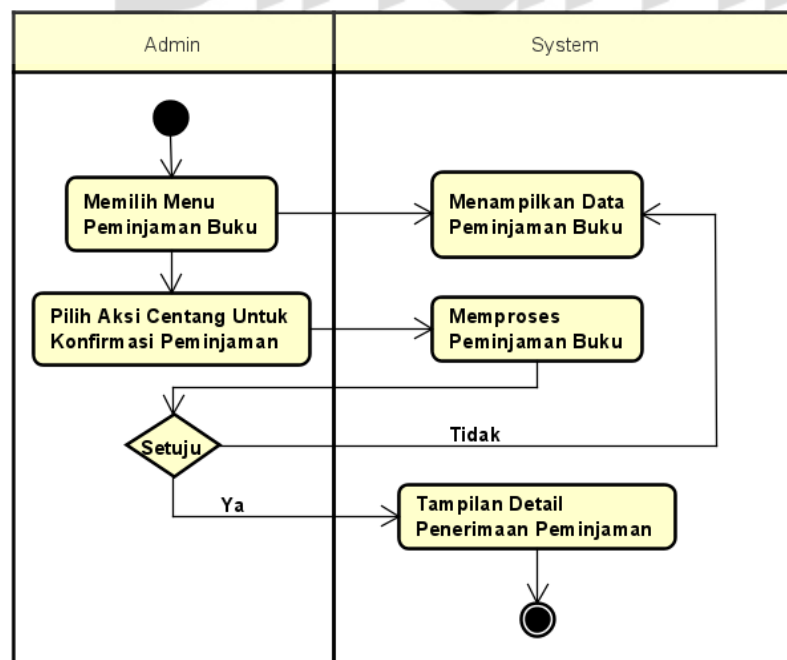 Admin
System
Memilih Menu
Peminjaman Buku
Menampilkan Data
Peminjaman Buku
Pilih Aksi Centang Untuk
Konfirmasi Peminjaman
Memproses
Peminjaman Buku
Setuju
Tidak
Ya
Tampilan Detail
Penerimaan Peminjaman